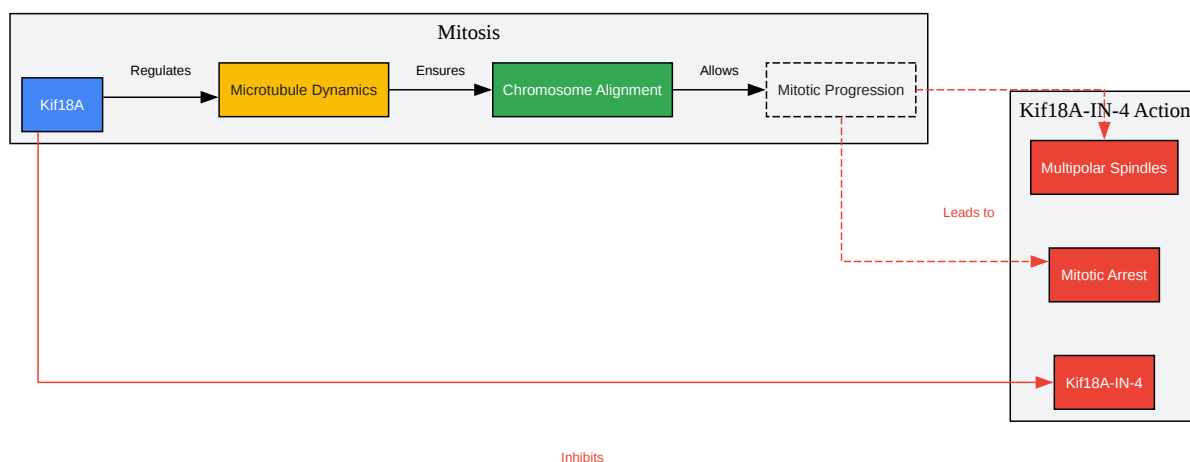 Mitosis
Regulates
Ensures
Allows
Kif18A
Microtubule Dynamics
Chromosome Alignment
Mitotic Progression
Kif18A-IN-4 Action
Multipolar Spindles
Leads to
Mitotic Arrest
Kif18A-IN-4
Inhibits